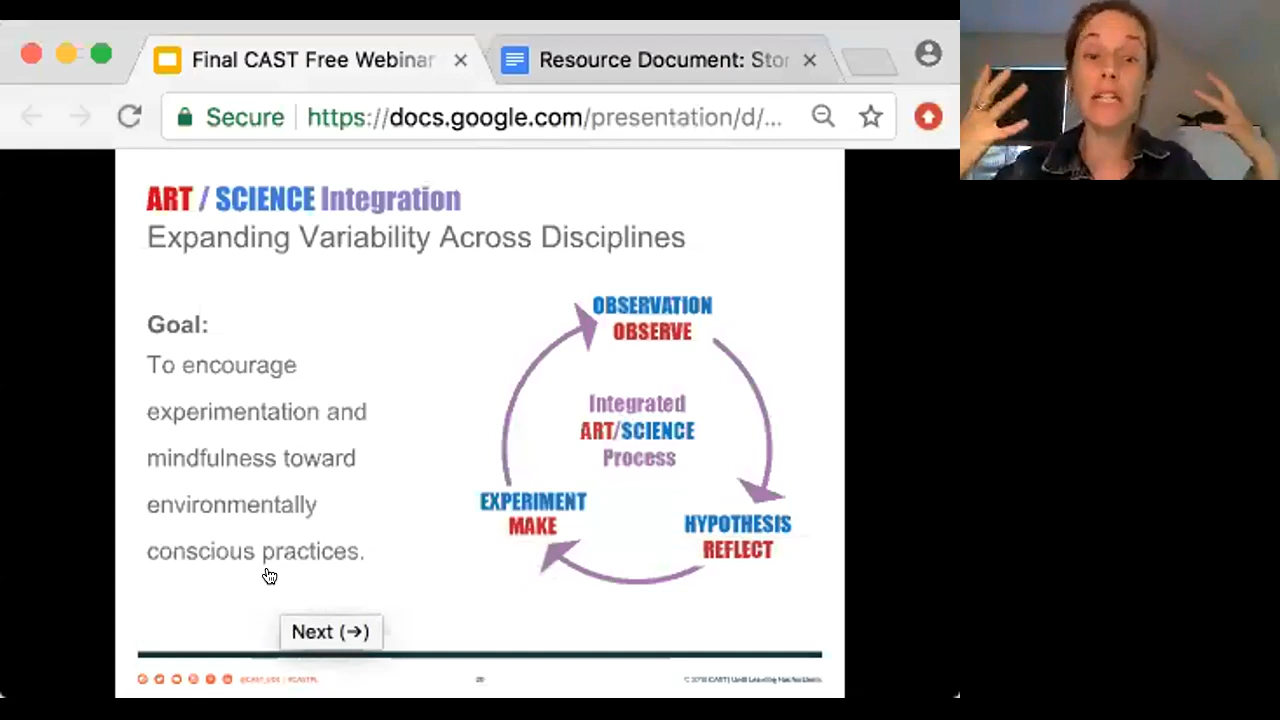 Final CAST Free Webinar
Resource Document: Stor
Secure https://docs.google.com/presentation/d/...
ART / SCIENCE Integration
Expanding Variability Across Disciplines
Goal:
To encourage
experimentation and
mindfulness toward
environmentally
conscious practices.
OBSERVATION
OBSERVE
Integrated
ART/SCIENCE
Process
EXPERIMENT
MAKE
HYPOTHESIS
REFLECT
Next (→)